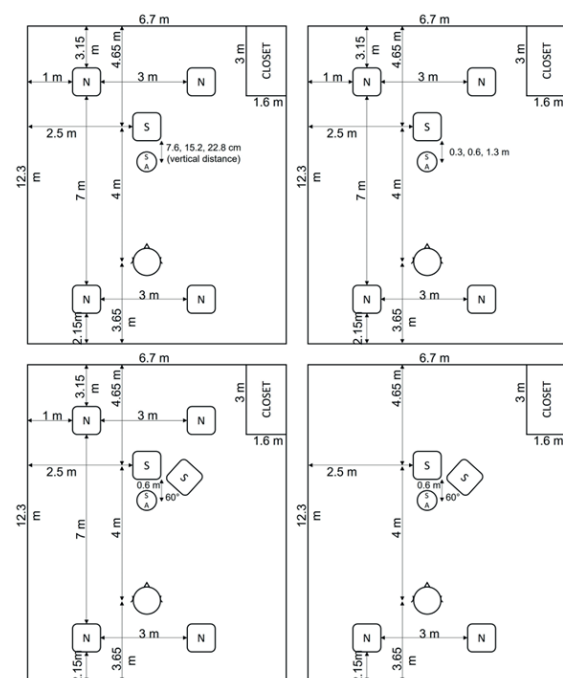 6.7 m
3.15 m
4.65 m
3 m
CLOSET
1 m
N
3 m
N
1.6 m
S
2.5 m
7.6, 15.2, 22.8 cm
(vertical distance)
S
A
12.3 m
7 m
4 m
N
3 m
N
2.15m
3.65 m
6.7 m
3.15 m
4.65 m
3 m
CLOSET
1 m
N
3 m
N
1.6 m
S
2.5 m
0.3, 0.6, 1.3 m
S
A
12.3 m
7 m
4 m
N
3 m
N
2.15m
3.65 m
6.7 m
3.15 m
4.65 m
3 m
CLOSET
1 m
N
3 m
N
1.6 m
S
S
2.5 m
0.6 m
S
A
60°
12.3 m
7 m
4 m
N
3 m
N
.15m
3.65 m
6.7 m
4.65 m
3 m
CLOSET
1.6 m
S
S
2.5 m
0.6 m
S
A
60°
12.3 m
4 m
N
3 m
N
.15m
3.65 m